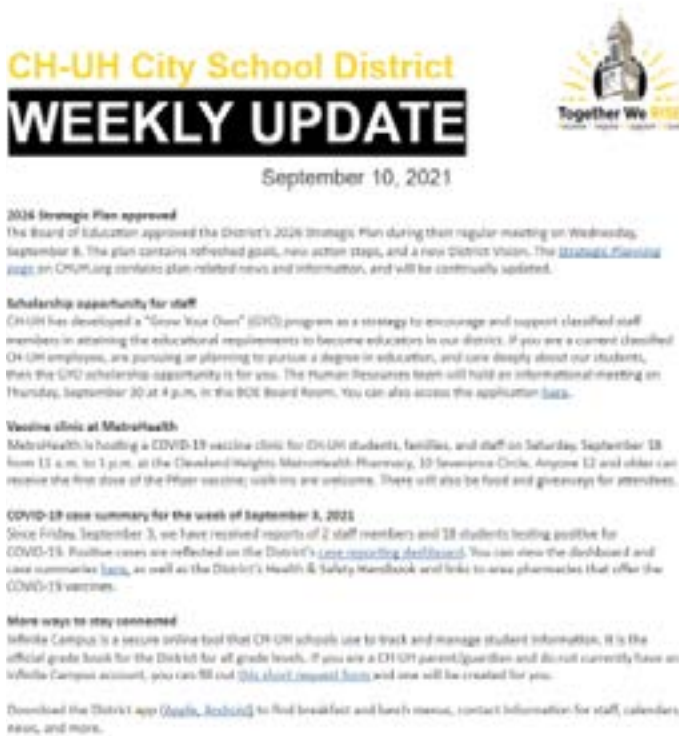 CH-UH City School District
WEEKLY UPDATE
Together We RISE
September 10, 2021
2026 Strategic Plan approved
The Board of Education approved the District's 2026 Strategic Plan during their regular meeting on Wednesday,
September 8. The plan contains refreshed goals, new action steps, and a new District Vision. The Strategic Planning
page on CHUH.org contains plan related news and information, and will be continually updated.
Scholarship opportunity for staff
CH-UH has developed a "Grow Your Own" (GYO) program as a strategy to encourage and support classified staff
members in attaining the educational requirements to become educators in our district. If you are a current classified
CH-UH employee, are pursuing or planning to pursue a degree in education, and care deeply about our students,
then the GYO scholarship opportunity is for you. The Human Resources team will hold an informational meeting on
Thursday, September 30 at 4 p.m. in the BOE Board Room. You can also access the application here.
Vaccine clinic at MetroHealth
MetroHealth is hosting a COVID-19 vaccine clinic for CH-UH students, families, and staff on Saturday, September 18
from 11 a.m. to 1 p.m. at the Cleveland Heights MetroHealth Pharmacy, 10 Severance Circle. Anyone 12 and older can
receive the first dose of the Pfizer vaccine; walk-ins are welcome. There will also be food and giveaways for attendees.
COVID-19 case summary for the week of September 3, 2021
Since Friday, September 3, we have received reports of 2 staff members and 18 students testing positive for
COVID-19. Positive cases are reflected on the District's case reporting dashboard. You can view the dashboard and
case summaries here, as well as the District's Health & Safety Handbook and links to area pharmacies that offer the
COVID-19 vaccines.
More ways to stay connected
Infinite Campus is a secure online tool that CH-UH schools use to track and manage student information. It is the
official grade book for the District for all grade levels. If you are a CH-UH parent/guardian and do not currently have an
Infinite Campus account, you can fill out this short request form and one will be created for you.
Download the District app (Apple, Android) to find breakfast and lunch menus, contact information for staff, calendars,
news, and more.